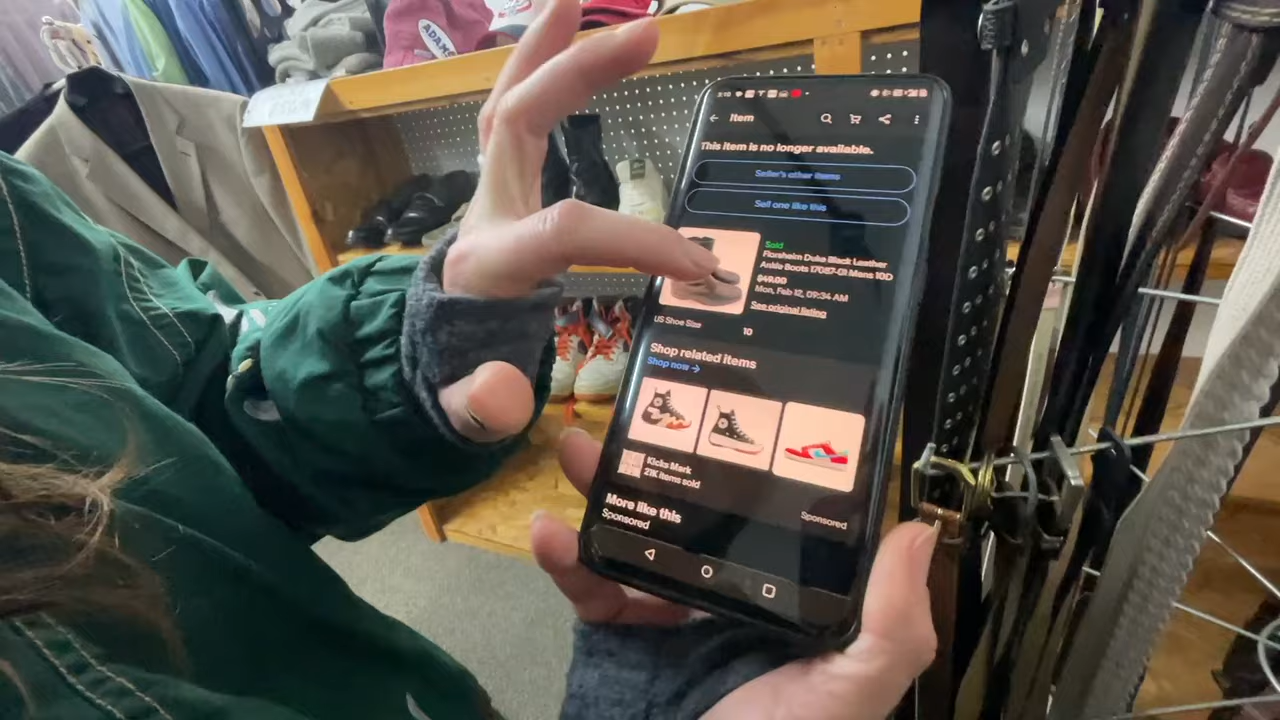 ADAMS
Item
This item is no longer available.
Seller's other items
Sell one like this
Sold
Florsheim Duke Black Leather
Ankle Boots 17087-01 Mens 10D
$49.00
Mon, Feb 12, 09:34 AM
See original listing
US Shoe Size
10
Shop related items
Shop now →
Kicks Mark
21K items sold
More like this
Sponsored
Sponsored